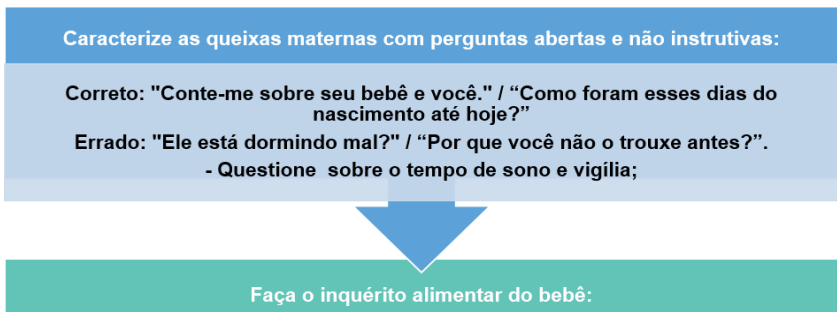 Caracterize as queixas maternas com perguntas abertas e não instrutivas:
Correto: "Conte-me sobre seu bebê e você." / “Como foram esses dias do
nascimento até hoje?”
Errado: "Ele está dormindo mal?" / “Por que você não o trouxe antes?”.
- Questione  sobre o tempo de sono e vigília;
Faça o inquérito alimentar do bebê: